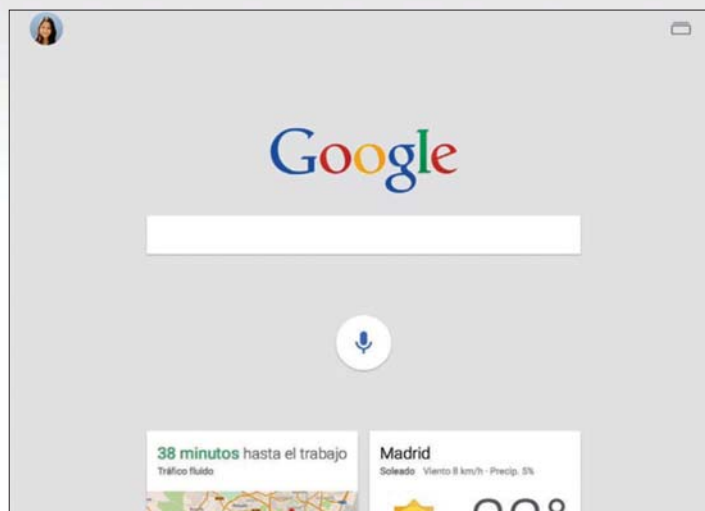 Google
38 minutos hasta el trabajo
Tráfico fluido
Madrid
Soleado Viento 8 km/h · Precip. 5%